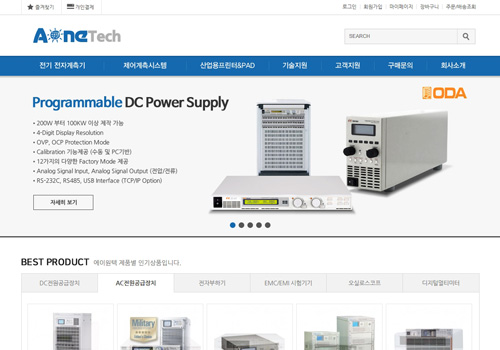 즐겨찾기 개인결제
로그인 회원가입 마이페이지 장바구니 주문/배송조회
AoneTech
SEARCH
전기 전자계측기 제어계측시스템 산업용프린터&PAD 기술지원 고객지원 구매문의 회사소개
ODA
Programmable DC Power Supply
• 200W 부터 100KW 이상 제작 가능
• 4-Digit Display Resolution
• OVP, OCP Protection Mode
• Calibration 기능제공 (수동 및 PC기반)
• 12가지의 다양한 Factory Mode 제공
• Analog Signal Input, Analog Signal Output (전압/전류)
• RS-232C, RS485, USB Interface (TCP/IP Option)
자세히 보기
BEST PRODUCT 에이원텍 제품별 인기상품입니다.
DC전원공급장치 AC전원공급장치 전자부하기 EMC/EMI 시험기기 오실로스코프 디지털멀티미터
Military